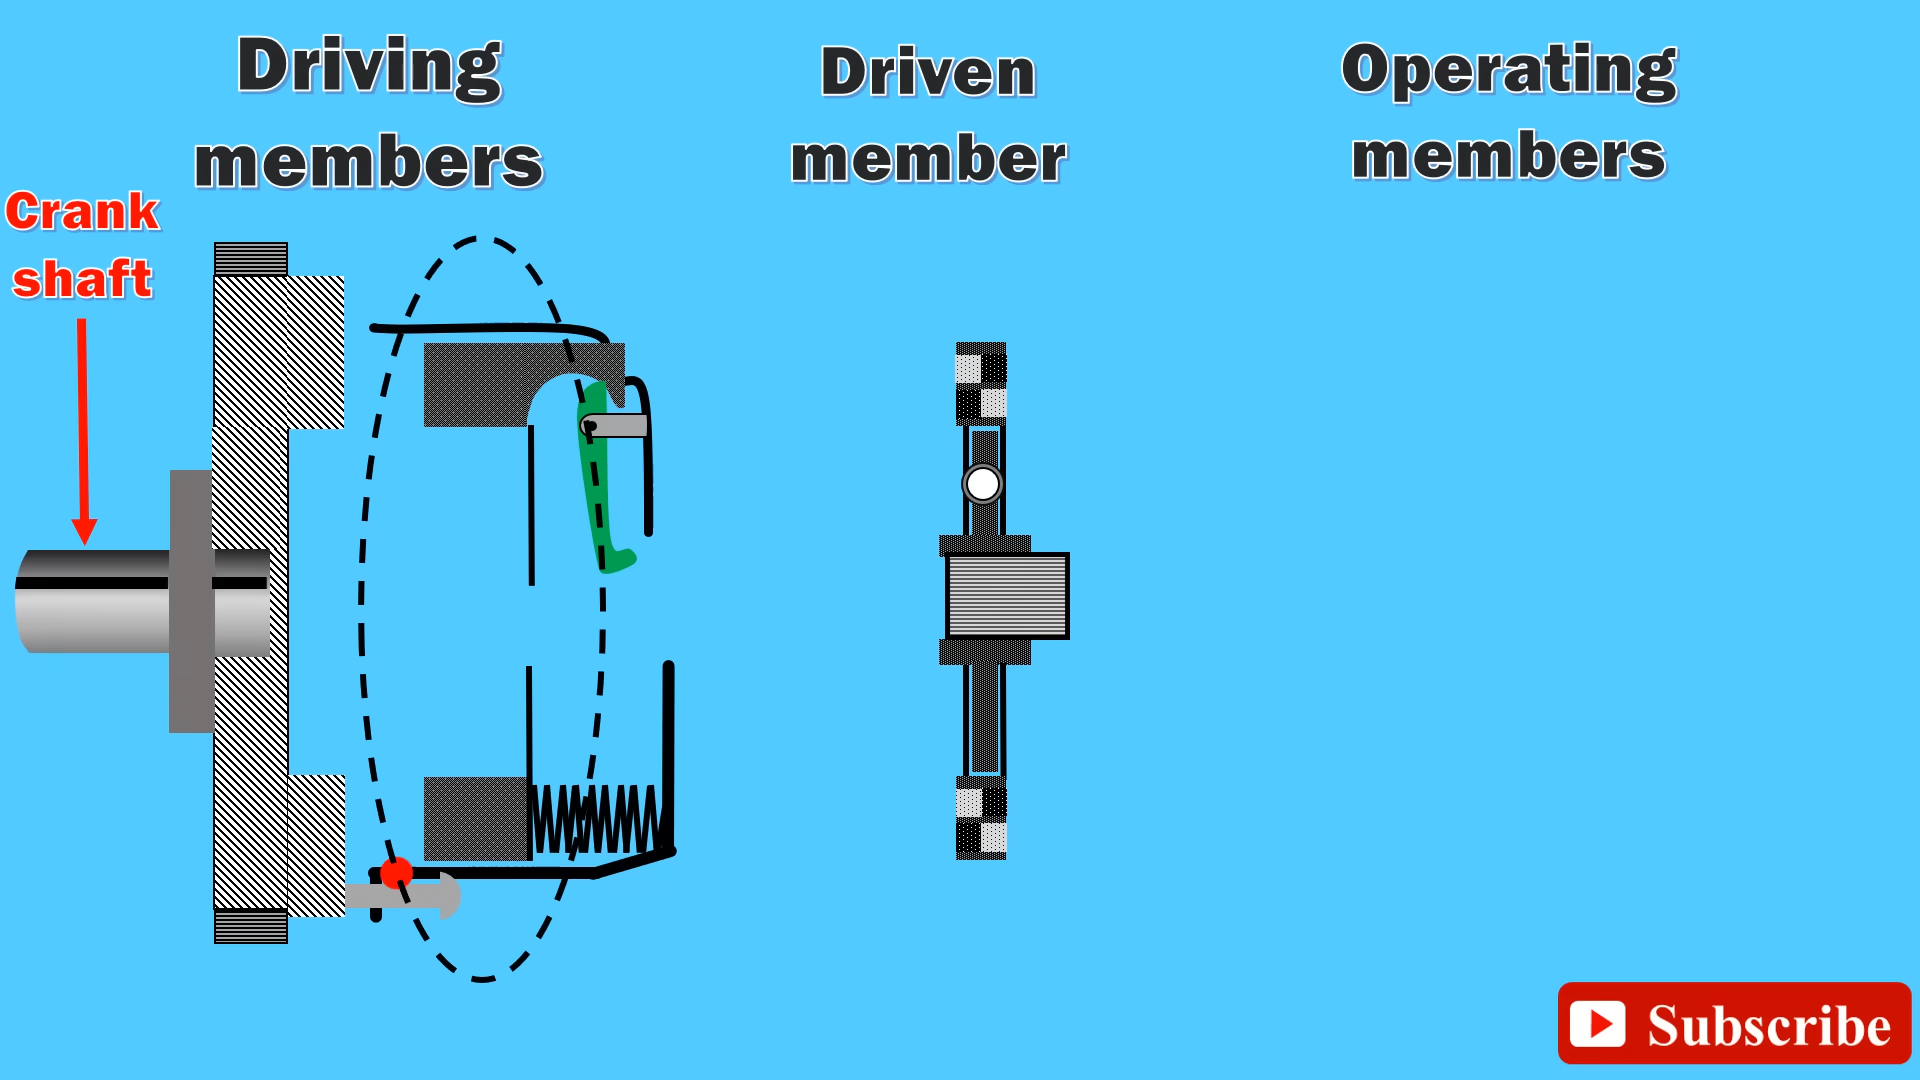 Driving
members
Driven
member
Operating
members
Crank
shaft
Subscribe